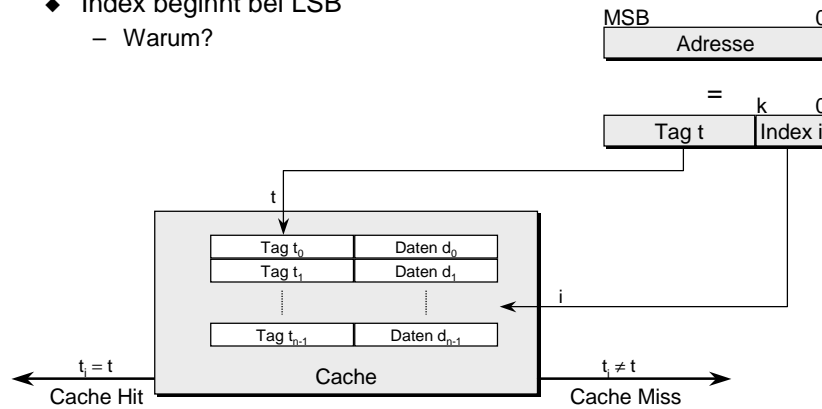 Index beginnt bei LSB
– Warum?
MSB 0
Adresse
=
k 0
Tag t Index i
t
Tag t0 Daten d0
Tag t1 Daten d1
i
Tag tn-1 Daten dn-1
ti = t Cache ti ≠ t
Cache Hit Cache Miss